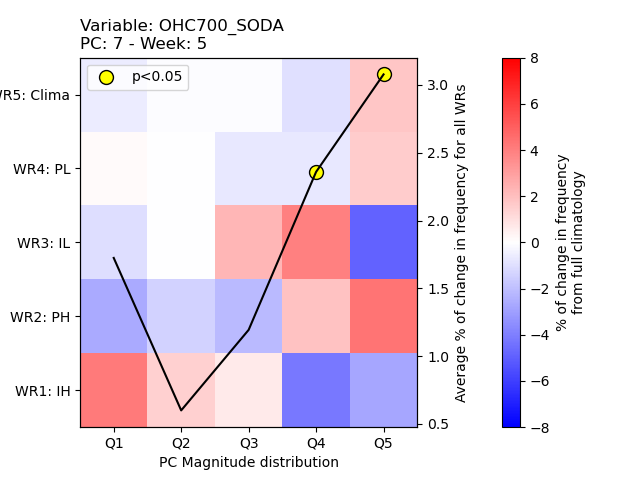 Variable: OHC700_SODA
PC: 7 - Week: 5
p<0.05
WR5: Clima
WR4: PL
WR3: IL
WR2: PH
WR1: IH
Q1 Q2 Q3 Q4 Q5
PC Magnitude distribution
3.0
2.5
2.0
1.5
1.0
0.5
Average % of change in frequency for all WRs
8
6
4
2
0
−2
−4
−6
−8
% of change in frequency
from full climatology